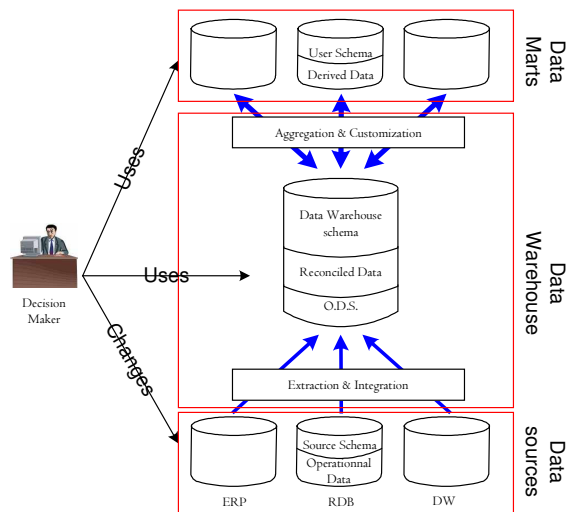 User Schema
Derived Data
Data
Marts
Aggregation & Customization
Uses
Data Warehouse
schema
Reconciled Data
O.D.S.
Data
Warehouse
Uses
Decision
Maker
Changes
Extraction & Integration
Source Schema
Operationnal
Data
Data
sources
ERP
RDB
DW